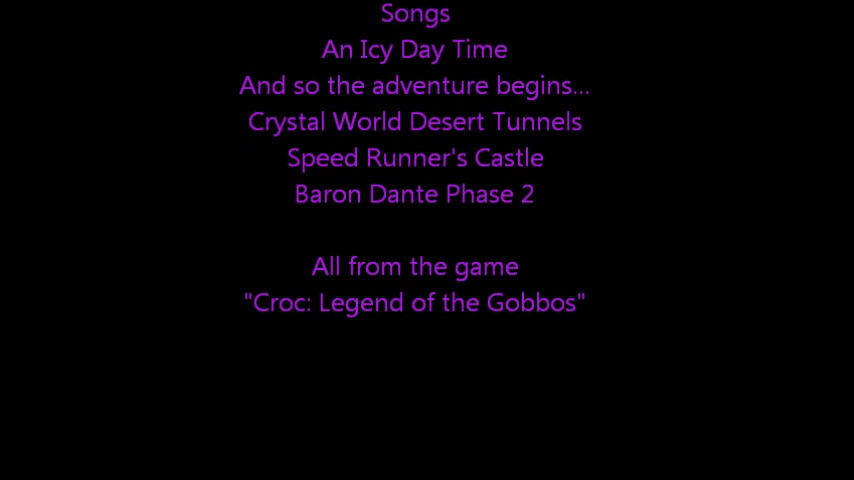 Songs
An Icy Day Time
And so the adventure begins...
Crystal World Desert Tunnels
Speed Runner's Castle
Baron Dante Phase 2
All from the game
"Croc: Legend of the Gobbos"